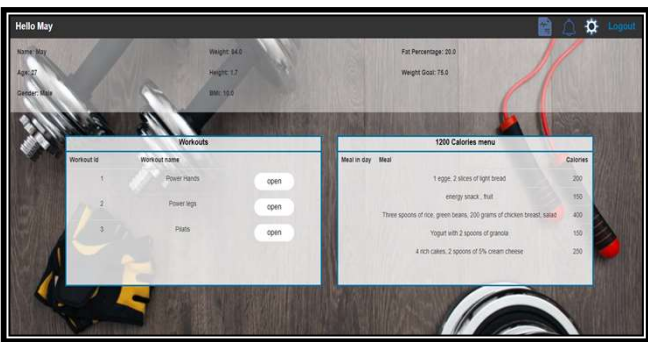 Hello May
Logout
Name: May Weight: 64.0 Fat Percentage: 20.0
Age: 27 Height: 1.7 Weight Goal: 76.0
Gender: Male BMI: 10.0
Workouts
Workout id Workout name
1 Power Hands open
2 Power legs open
3 Pilats open
1200 Calories menu
Meal in day Meal Calories
1 egge, 2 slices of light bread 200
energy snack , fruit 150
Three spoons of rice, green beans, 200 grams of chicken breast, salad 400
Yogurt with 2 spoons of granola 150
4 rich cakes, 2 spoons of 5% cream cheese 250